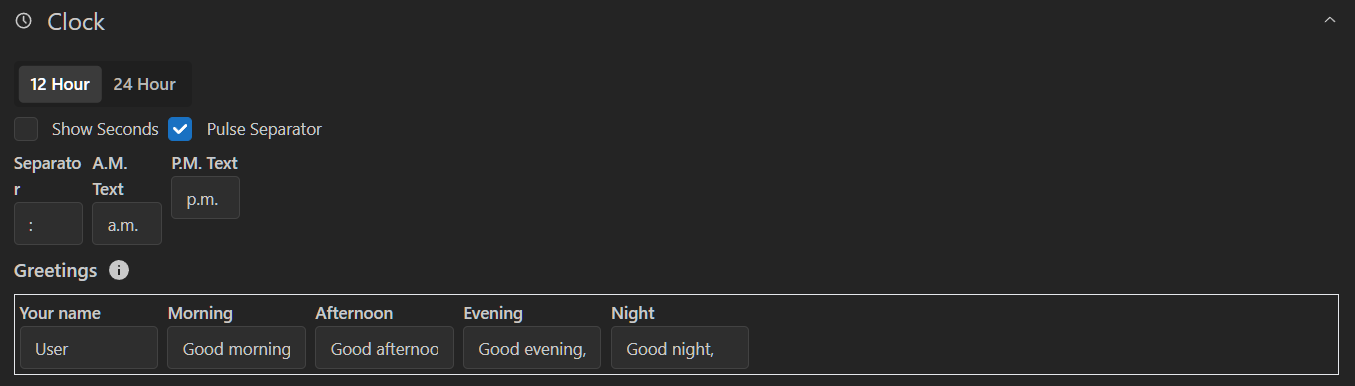 Clock
12 Hour 24 Hour
Show Seconds Pulse Separator
Separato A.M. P.M. Text
r Text
p.m.
: a.m.
Greetings
Your name Morning Afternoon Evening Night
User Good morning Good afternoo Good evening, Good night,